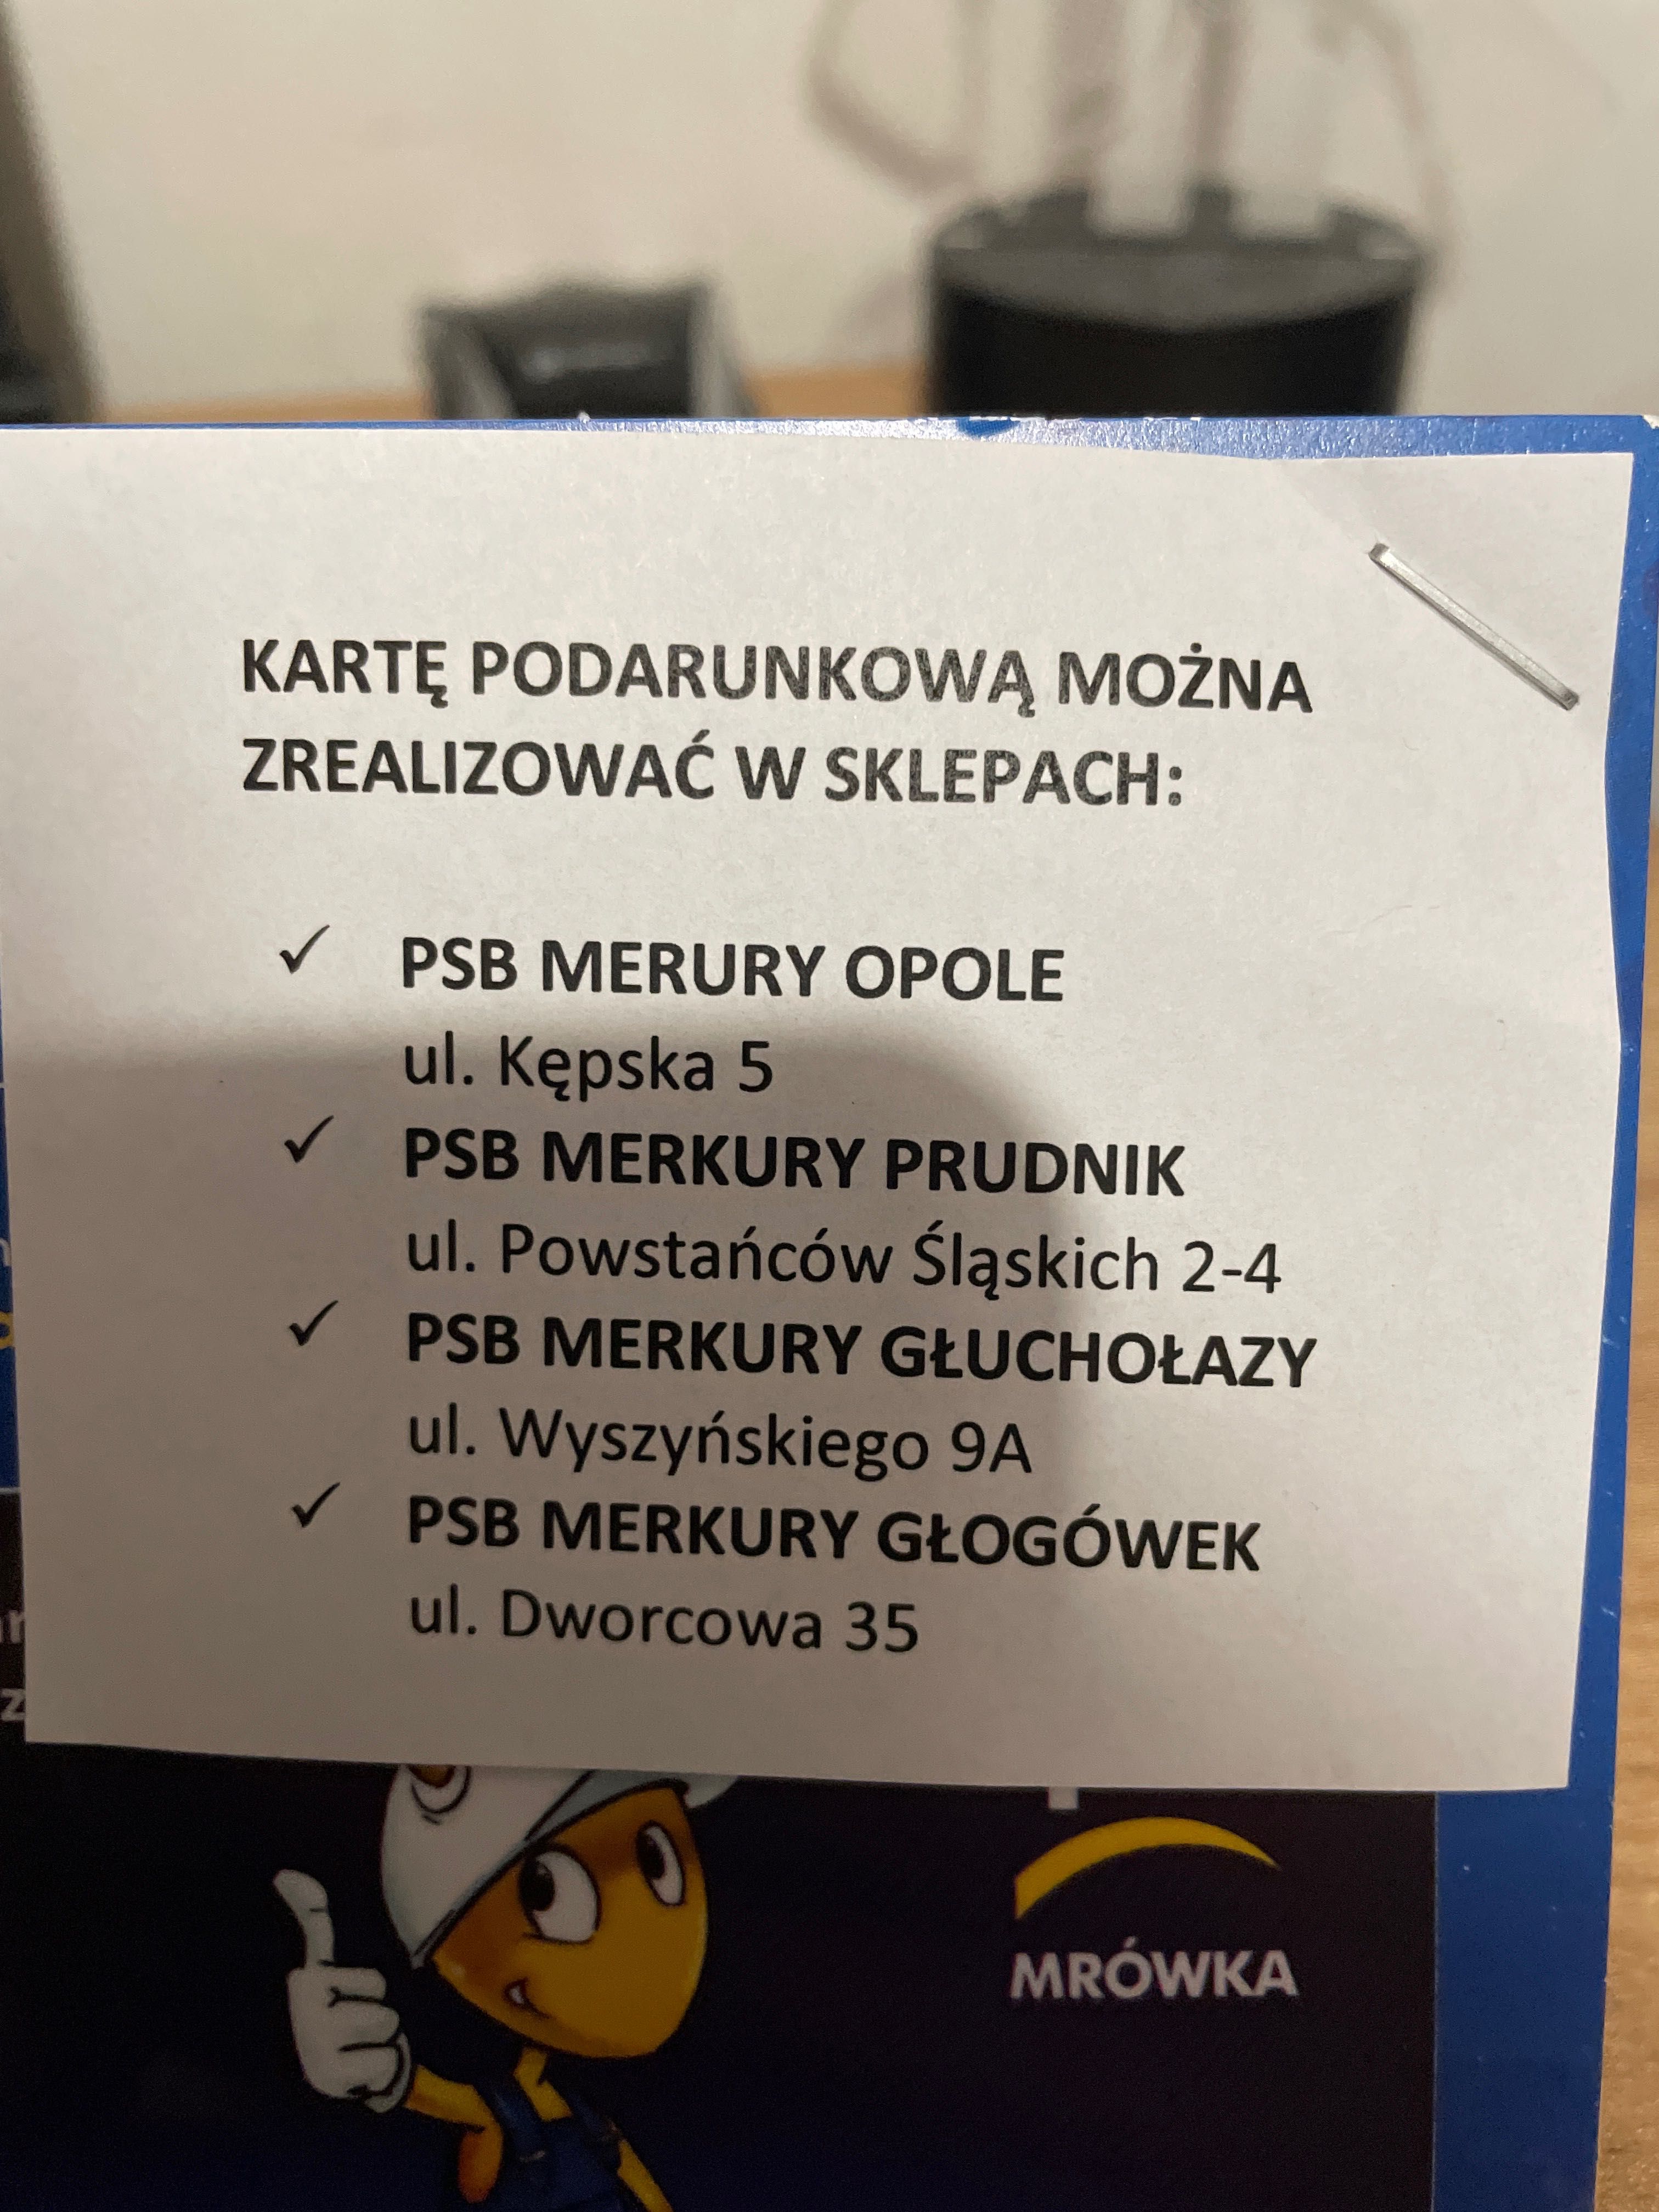 KARTĘ PODARUNKOWĄ MOŻNA
ZREALIZOWAĆ W SKLEPACH:
✓ PSB MERURY OPOLE
ul. Kępska 5
✓ PSB MERKURY PRUDNIK
ul. Powstańców Śląskich 2-4
✓ PSB MERKURY GŁUCHOŁAZY
ul. Wyszyńskiego 9A
✓ PSB MERKURY GŁOGÓWEK
ul. Dworcowa 35
MRÓWKA